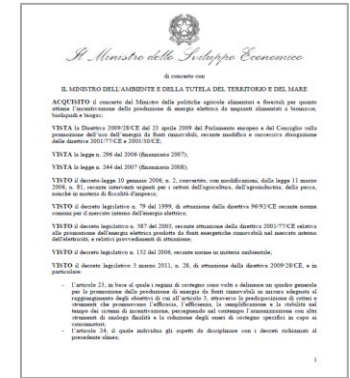 Il Ministro dello Sviluppo Economico
di concerto con
IL MINISTRO DELL'AMBIENTE E DELLA TUTELA DEL TERRITORIO E DEL MARE
ACQUISITO il concerto del Ministro delle politiche agricole alimentari e forestali per quanto
attiene l'incentivazione della produzione di energia elettrica da impianti alimentati a biomasse,
bioliquidi e biogas;
VISTA la Direttiva 2009/28/CE del 23 aprile 2009 del Parlamento europeo e del Consiglio sulla
promozione dell'uso dell'energia da fonti rinnovabili, recante modifica e successiva abrogazione
delle direttive 2001/77/CE e 2003/30/CE;
VISTA la legge n. 296 del 2006 (finanziaria 2007);
VISTA la legge n. 244 del 2007 (finanziaria 2008);
VISTO il decreto-legge 10 gennaio 2006, n. 2, convertito, con modificazioni, dalla legge 11 marzo
2006, n. 81, recante interventi urgenti per i settori dell'agricoltura, dell'agroindustria, della pesca,
nonché in materia di fiscalità d'impresa;
VISTO il decreto legislativo n. 79 del 1999, di attuazione della direttiva 96/92/CE recante norme
comuni per il mercato interno dell'energia elettrica;
VISTO il decreto legislativo n. 387 del 2003, recante attuazione della direttiva 2001/77/CE relativa
alla promozione dell'energia elettrica prodotta da fonti energetiche rinnovabili nel mercato interno
dell'elettricità, e relativi provvedimenti di attuazione;
VISTO il decreto legislativo n. 152 del 2006, recante norme in materia ambientale;
VISTO il decreto legislativo 3 marzo 2011, n. 28, di attuazione della direttiva 2009/28/CE, e in
particolare:
- l'articolo 23, in base al quale i regimi di sostegno sono volti a delineare un quadro generale
per la promozione della produzione di energia da fonti rinnovabili in misura adeguata al
raggiungimento degli obiettivi di cui all'articolo 3, attraverso la predisposizione di criteri e
strumenti che promuovono l'efficacia, l'efficienza, la semplificazione e la stabilità nel
tempo dei sistemi di incentivazione, perseguendo nel contempo l'armonizzazione con altri
strumenti di analoga finalità e la riduzione degli oneri di sostegno specifici in capo ai
consumatori;
- l'articolo 24, il quale individua gli aspetti da disciplinare con i decreti richiamati al
precedente alinea;
1